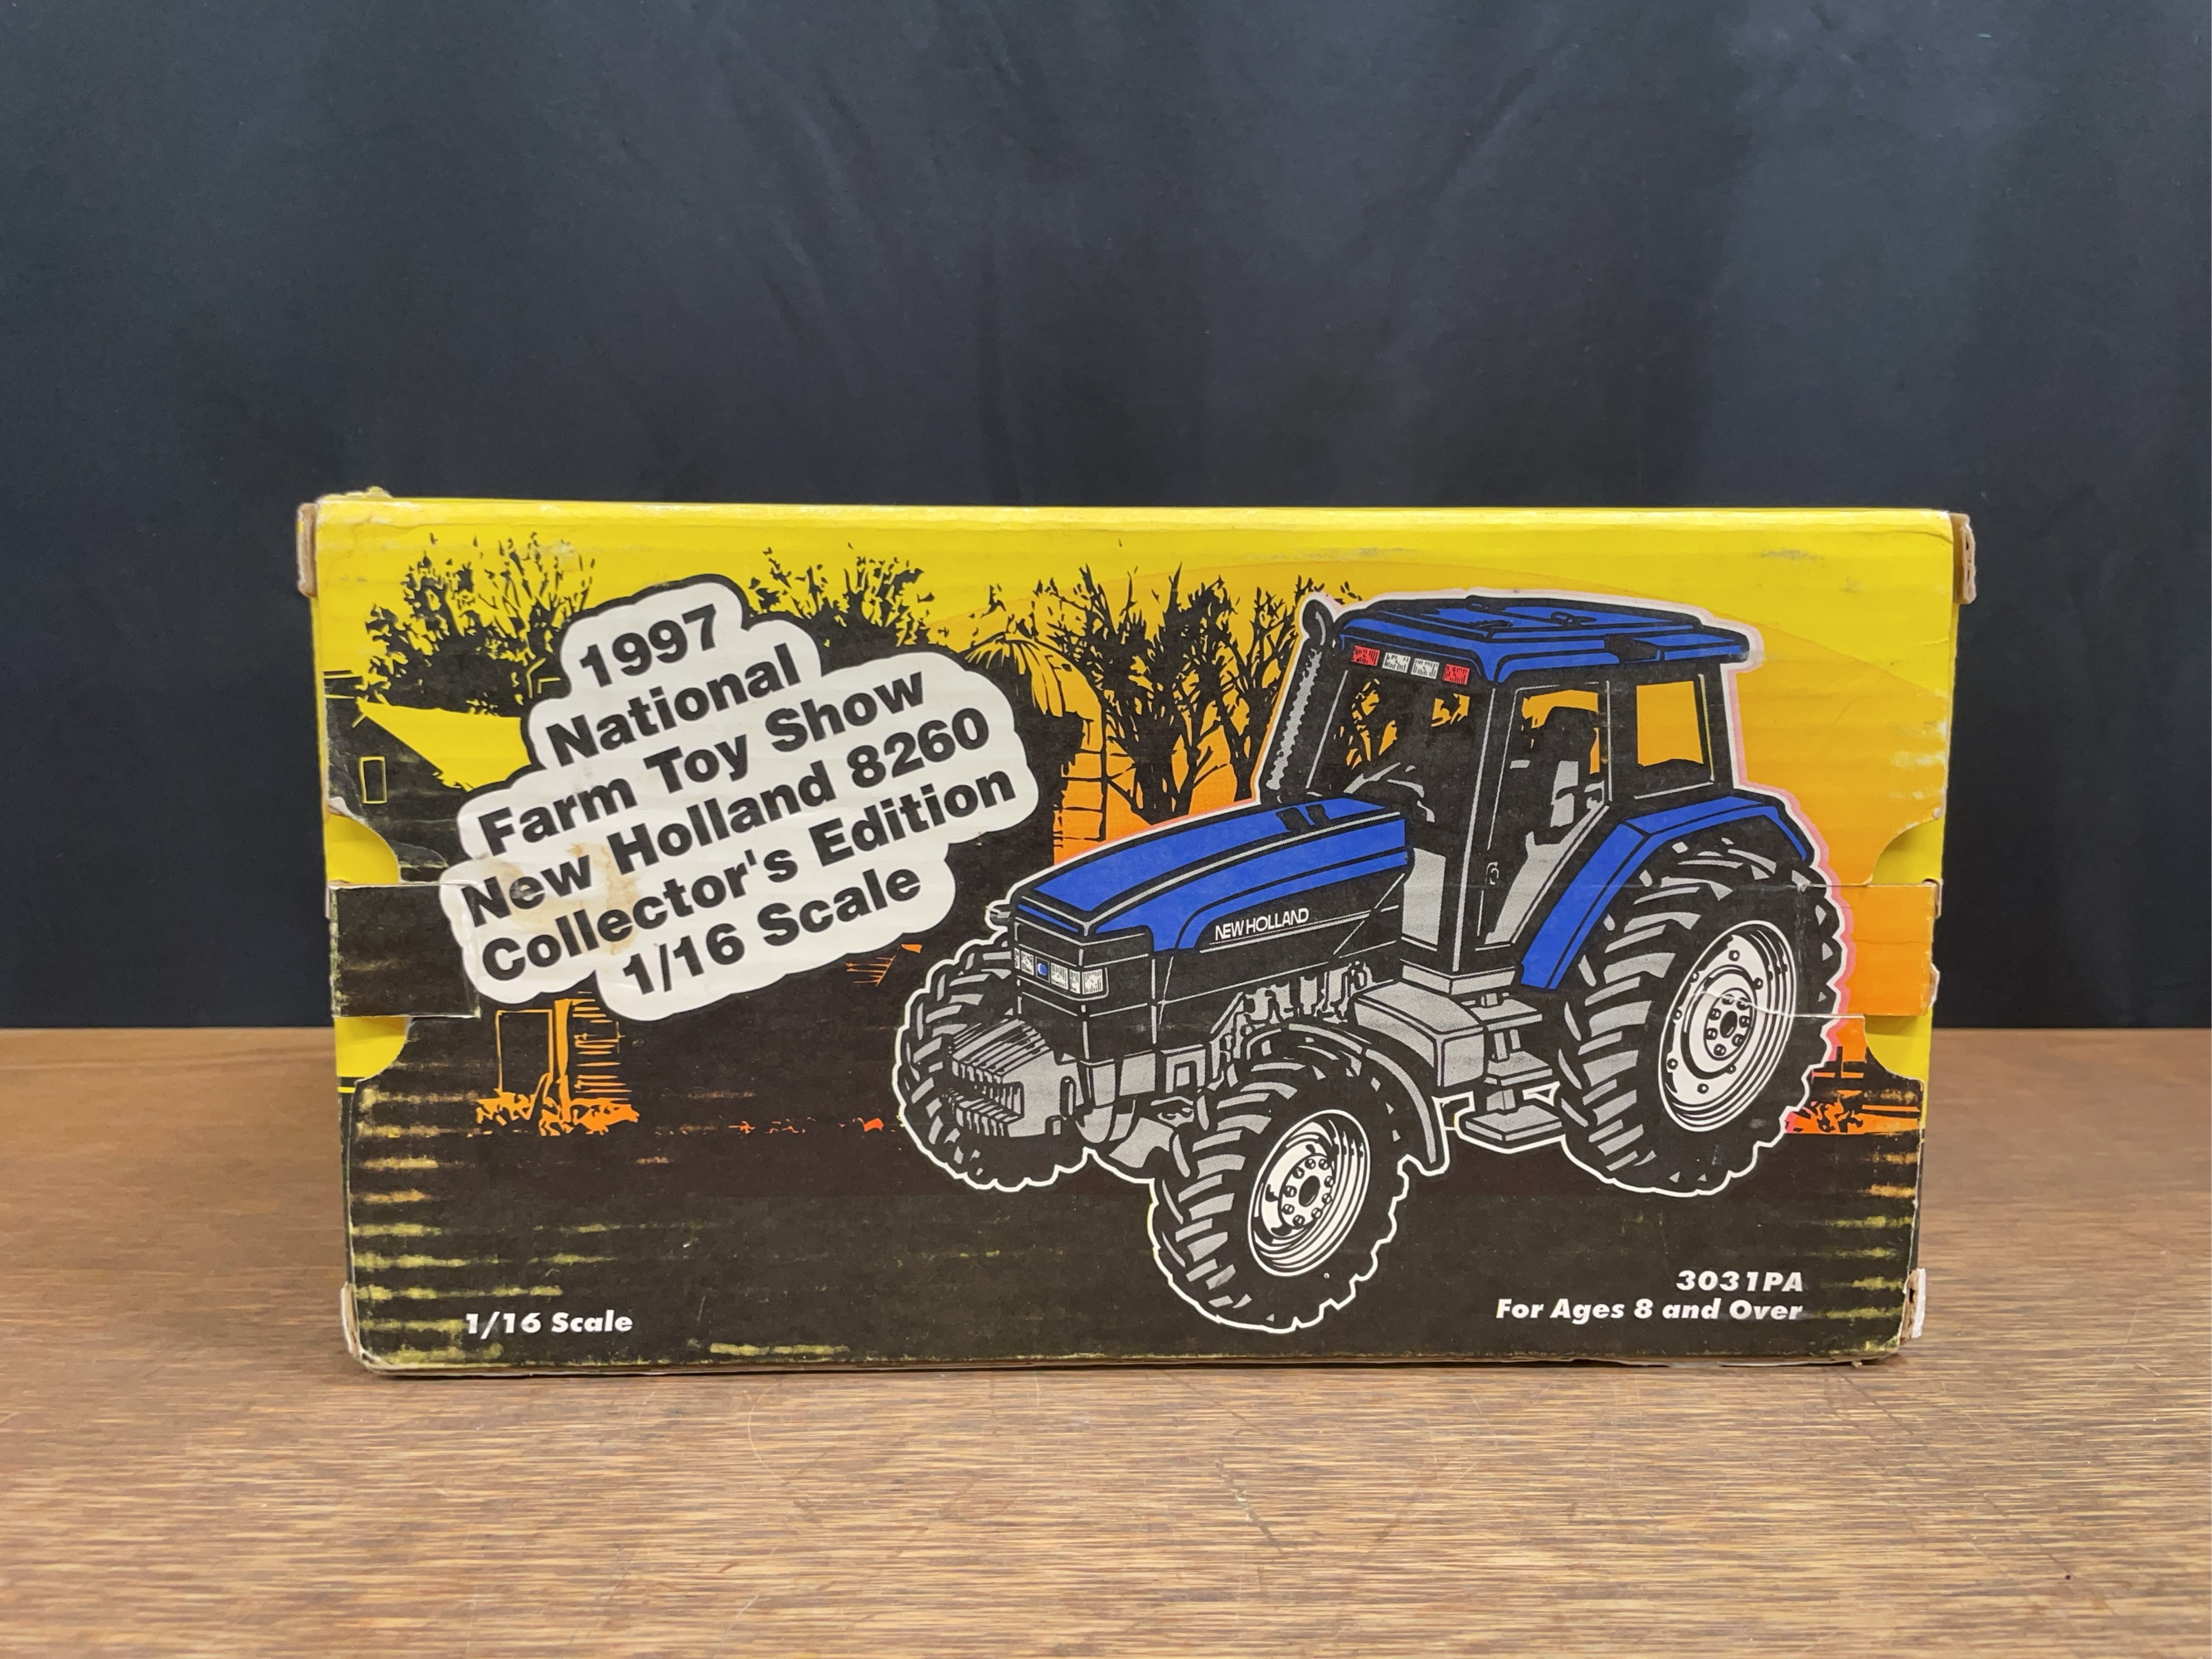 1997
National
Farm Toy Show
New Holland 8260
Collector's Edition
1/16 Scale
NEW HOLLAND
3031PA
For Ages 8 and Over
1/16 Scale